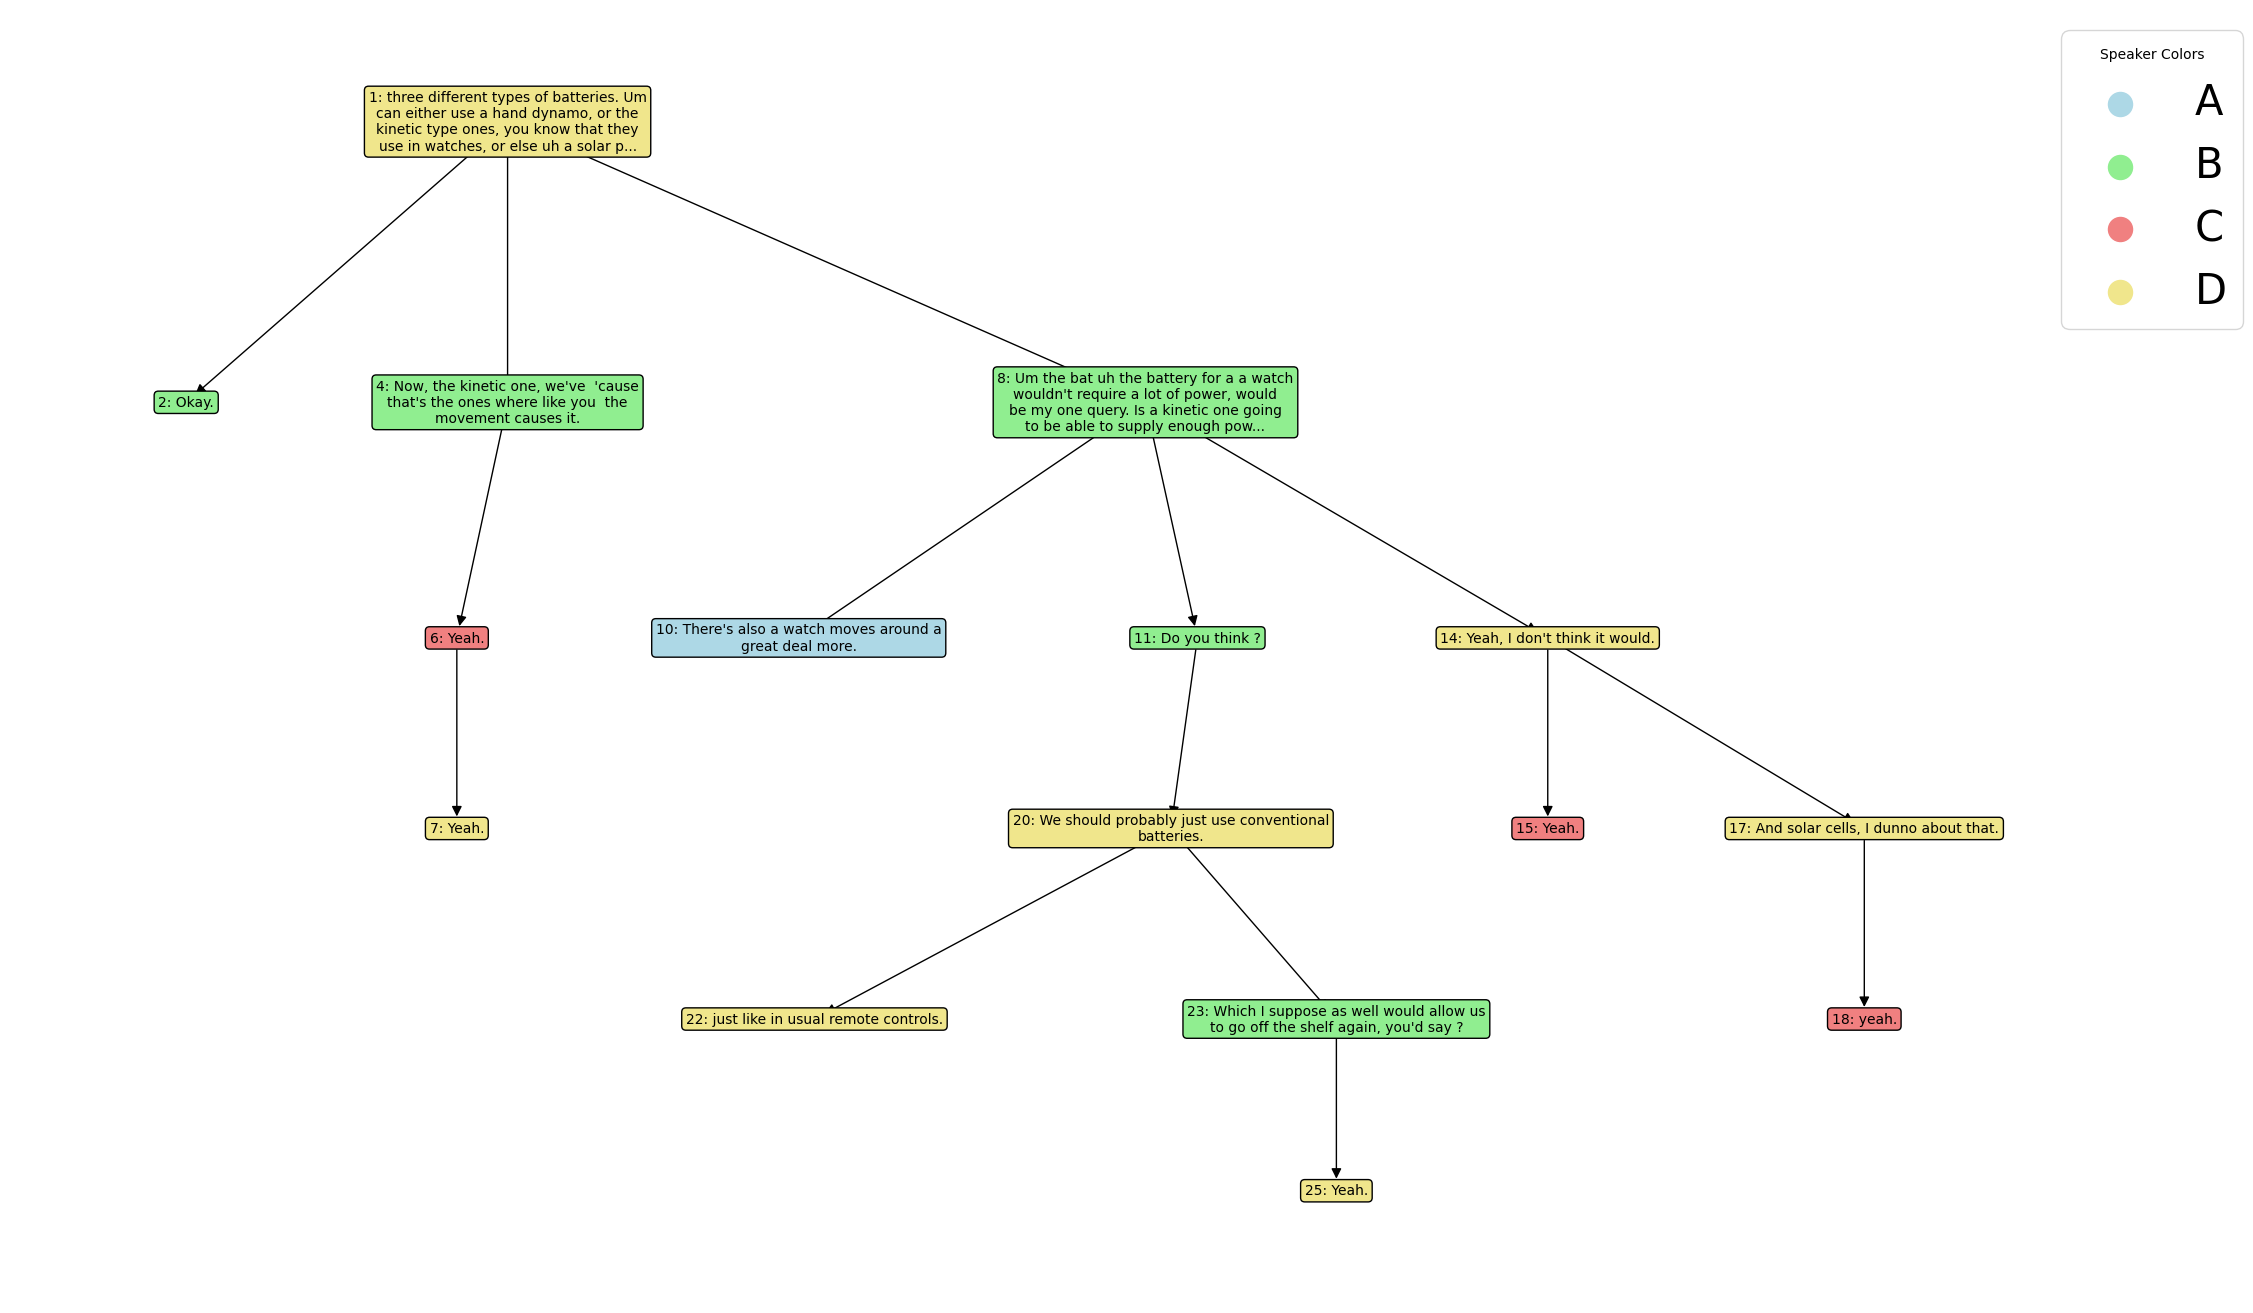 Speaker Colors
A
B
C
D
1: three different types of batteries. Um
can either use a hand dynamo, or the
kinetic type ones, you know that they
use in watches, or else uh a solar p...
2: Okay.
4: Now, the kinetic one, we've  'cause
that's the ones where like you  the
movement causes it.
8: Um the bat uh the battery for a a watch
wouldn't require a lot of power, would
be my one query. Is a kinetic one going
to be able to supply enough pow...
6: Yeah.
10: There's also a watch moves around a
great deal more.
11: Do you think ?
14: Yeah, I don't think it would.
7: Yeah.
20: We should probably just use conventional
batteries.
15: Yeah.
17: And solar cells, I dunno about that.
22: just like in usual remote controls.
23: Which I suppose as well would allow us
to go off the shelf again, you'd say ?
18: yeah.
25: Yeah.